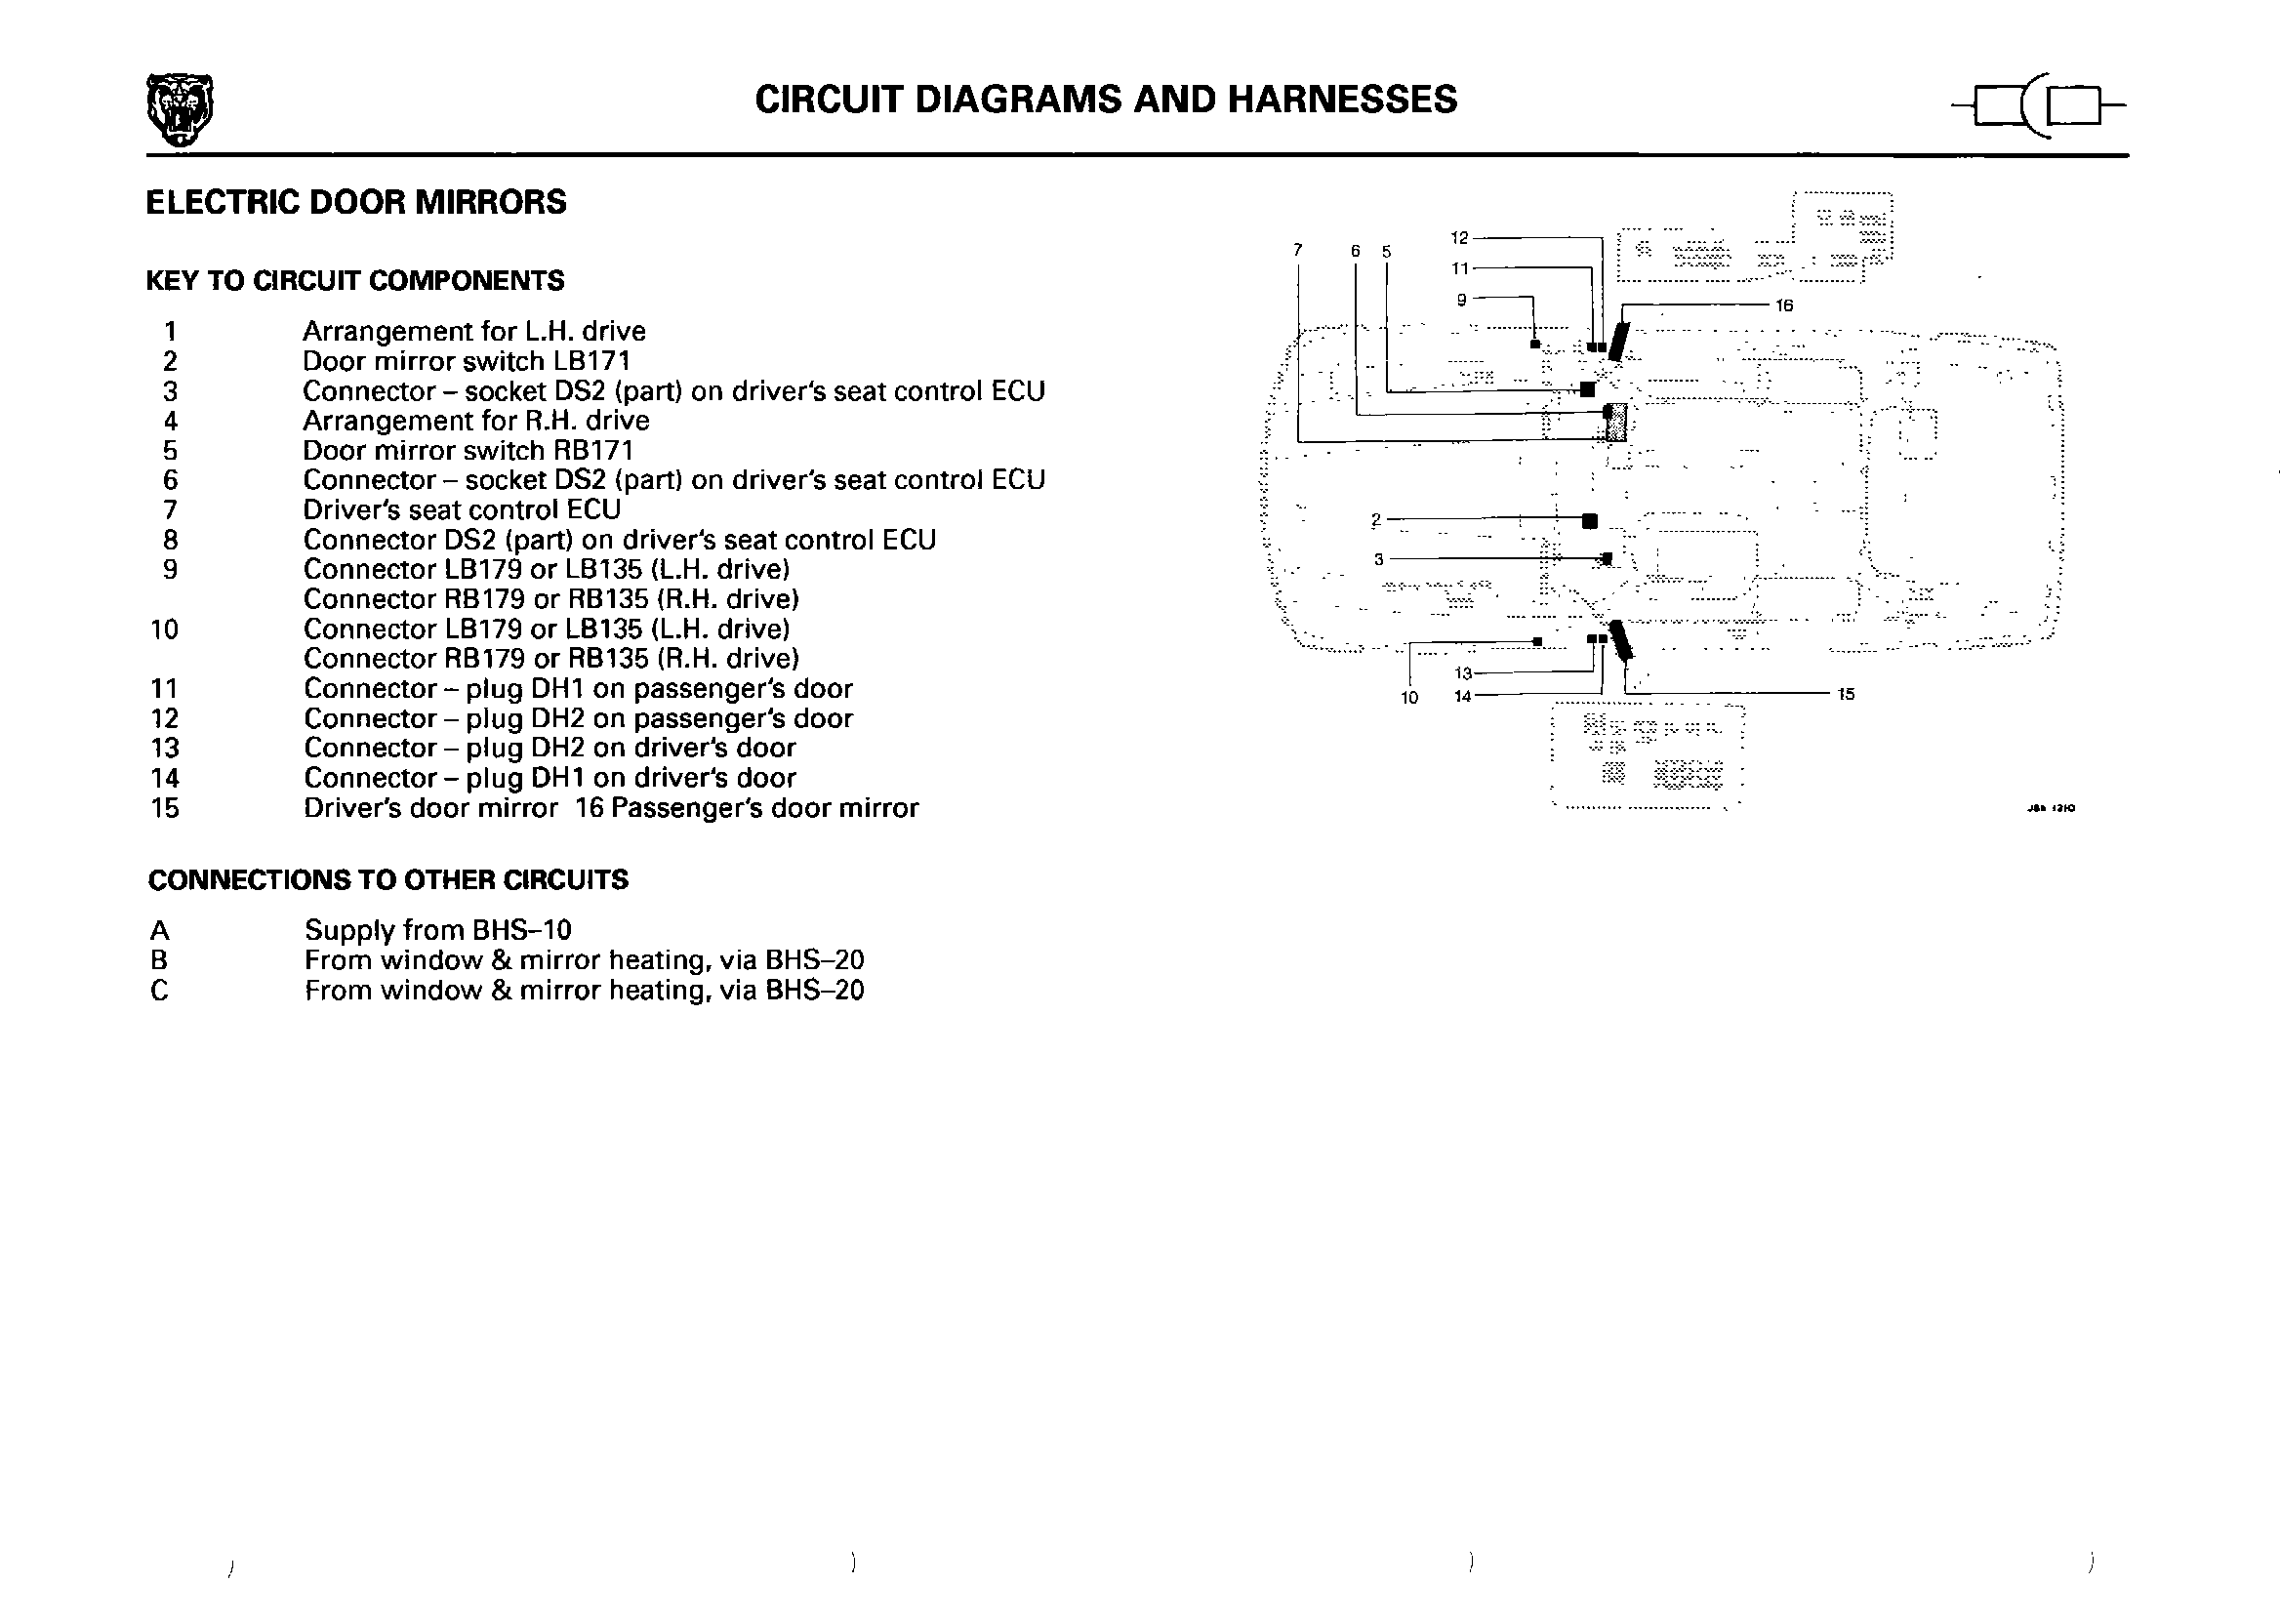 CIRCUIT DIAGRAMS AND HARNESSES
ELECTRIC DOOR MIRRORS
KEY TO CIRCUIT COMPONENTS
1 Arrangement for L.H. drive
2 Door mirror switch LB171
3 Connector – socket DS2 (part) on driver's seat control ECU
4 Arrangement for R.H. drive
5 Door mirror switch RB171
6 Connector – socket DS2 (part) on driver's seat control ECU
7 Driver's seat control ECU
8 Connector DS2 (part) on driver's seat control ECU
9 Connector LB179 or LB135 (L.H. drive)
Connector RB179 or RB135 (R.H. drive)
10 Connector LB179 or LB135 (L.H. drive)
Connector RB179 or RB135 (R.H. drive)
11 Connector – plug DH1 on passenger's door
12 Connector – plug DH2 on passenger's door
13 Connector – plug DH2 on driver's door
14 Connector – plug DH1 on driver's door
15 Driver's door mirror 16 Passenger's door mirror
CONNECTIONS TO OTHER CIRCUITS
A Supply from BHS–10
B From window & mirror heating, via BHS–20
C From window & mirror heating, via BHS–20
12
7 6 5
11
9
16
2
3
13
10 14 15